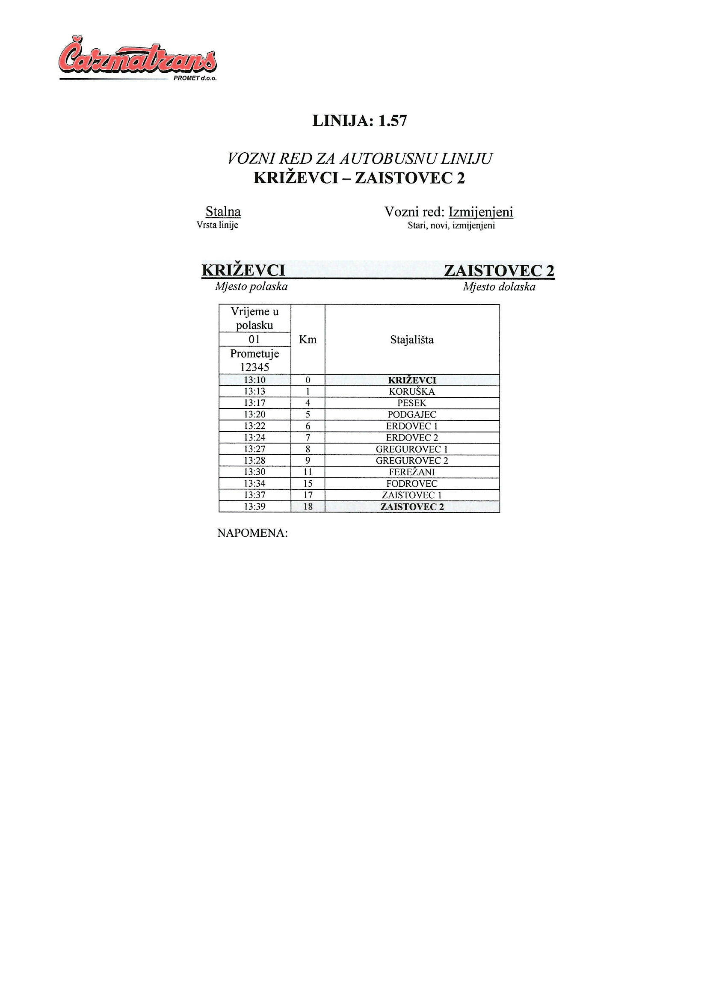 Čazmatrans
PROMET d.o.o.
LINIJA: 1.57
VOZNI RED ZA AUTOBUSNU LINIJU
KRIŽEVCI – ZAISTOVEC 2
Stalna Vozni red: Izmijenjeni
Vrsta linije Stari, novi, izmijenjeni
KRIŽEVCI ZAISTOVEC 2
Mjesto polaska Mjesto dolaska
Vrijeme u
polasku
01 Km Stajališta
Prometuje
12345
13:10 0 KRIŽEVCI
13:13 1 KORUŠKA
13:17 4 PESEK
13:20 5 PODGAJEC
13:22 6 ERDOVEC 1
13:24 7 ERDOVEC 2
13:27 8 GREGUROVEC 1
13:28 9 GREGUROVEC 2
13:30 11 FEREŽANI
13:34 15 FODROVEC
13:37 17 ZAISTOVEC 1
13:39 18 ZAISTOVEC 2
NAPOMENA: